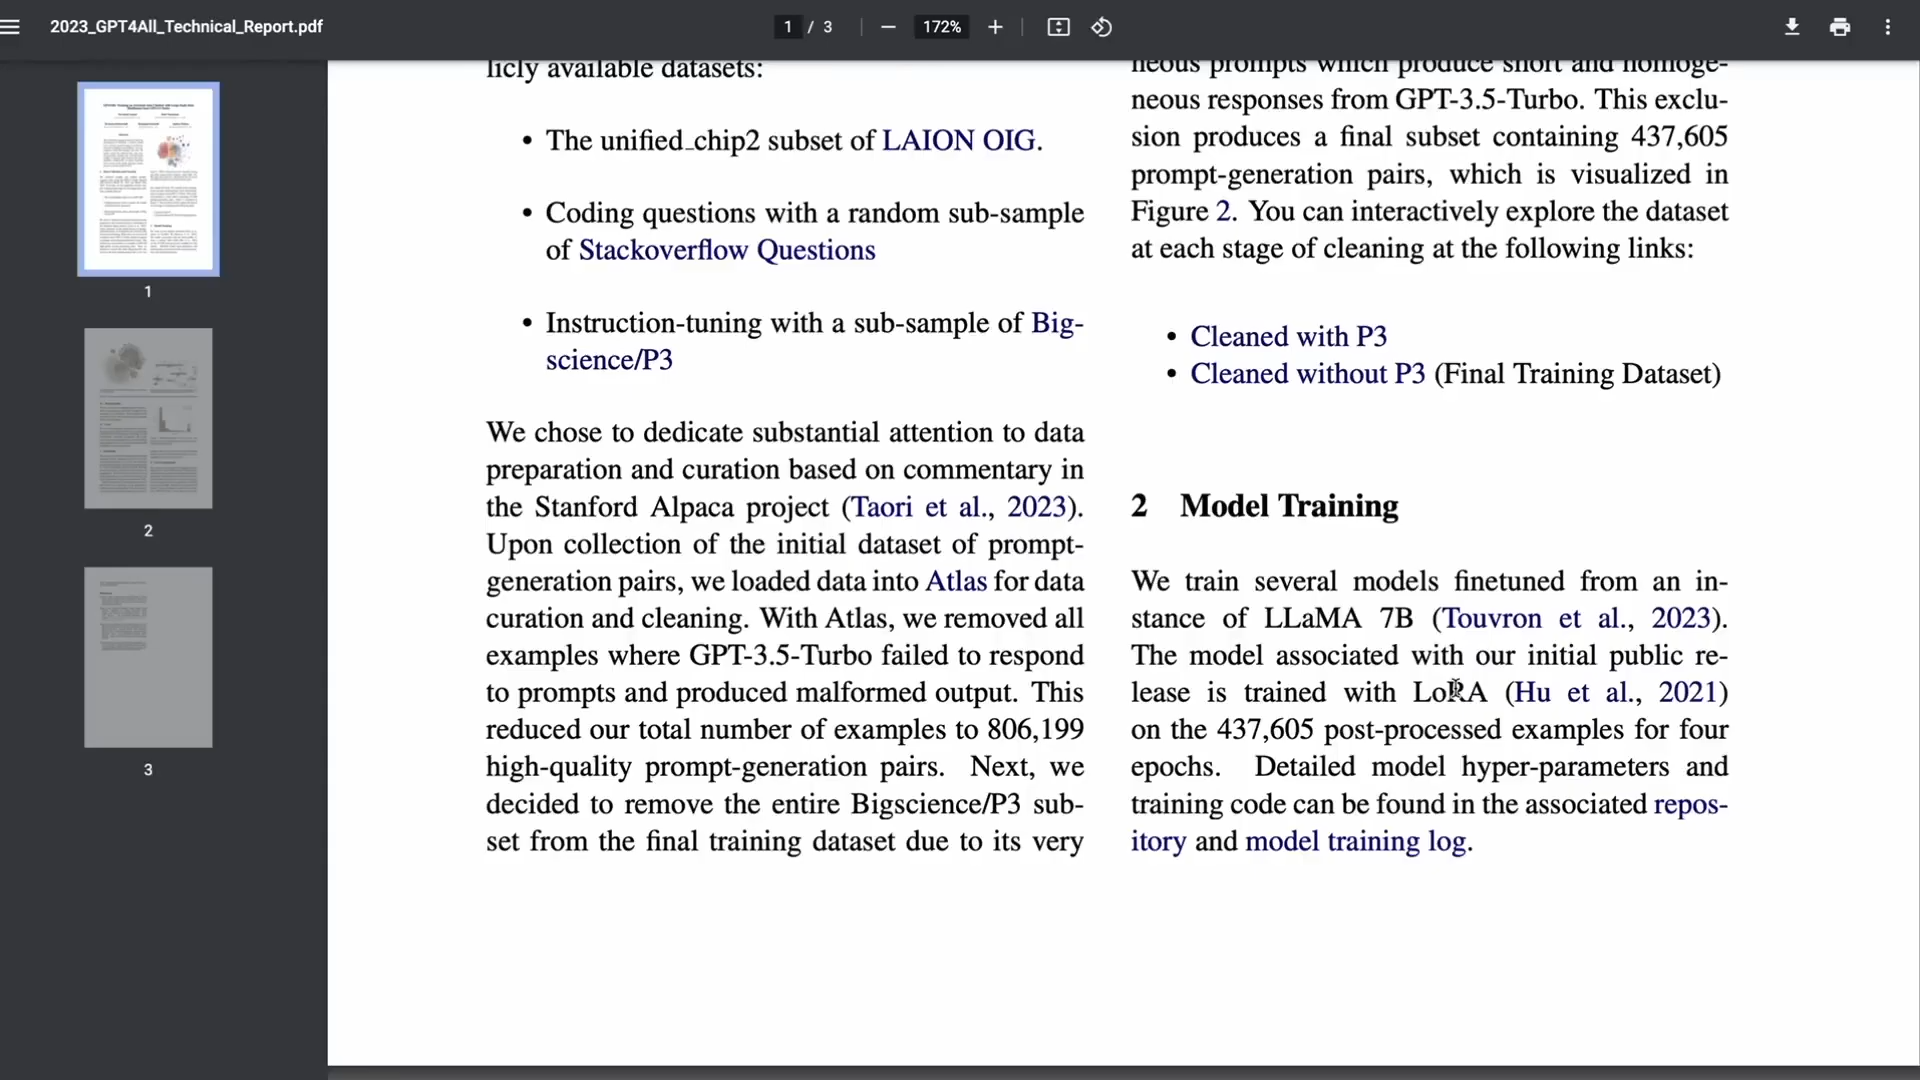 2023_GPT4All_Technical_Report.pdf
1 / 3
172%
1
2
3
licly available datasets:
• The unified_chip2 subset of LAION OIG.
• Coding questions with a random sub-sample
of Stackoverflow Questions
• Instruction-tuning with a sub-sample of Big-
science/P3
We chose to dedicate substantial attention to data
preparation and curation based on commentary in
the Stanford Alpaca project (Taori et al., 2023).
Upon collection of the initial dataset of prompt-
generation pairs, we loaded data into Atlas for data
curation and cleaning. With Atlas, we removed all
examples where GPT-3.5-Turbo failed to respond
to prompts and produced malformed output. This
reduced our total number of examples to 806,199
high-quality prompt-generation pairs. Next, we
decided to remove the entire Bigscience/P3 sub-
set from the final training dataset due to its very
neous prompts which produce short and homoge-
neous responses from GPT-3.5-Turbo. This exclu-
sion produces a final subset containing 437,605
prompt-generation pairs, which is visualized in
Figure 2. You can interactively explore the dataset
at each stage of cleaning at the following links:
• Cleaned with P3
• Cleaned without P3 (Final Training Dataset)
2 Model Training
We train several models finetuned from an in-
stance of LLaMA 7B (Touvron et al., 2023).
The model associated with our initial public re-
lease is trained with LoRA (Hu et al., 2021)
on the 437,605 post-processed examples for four
epochs. Detailed model hyper-parameters and
training code can be found in the associated repos-
itory and model training log.